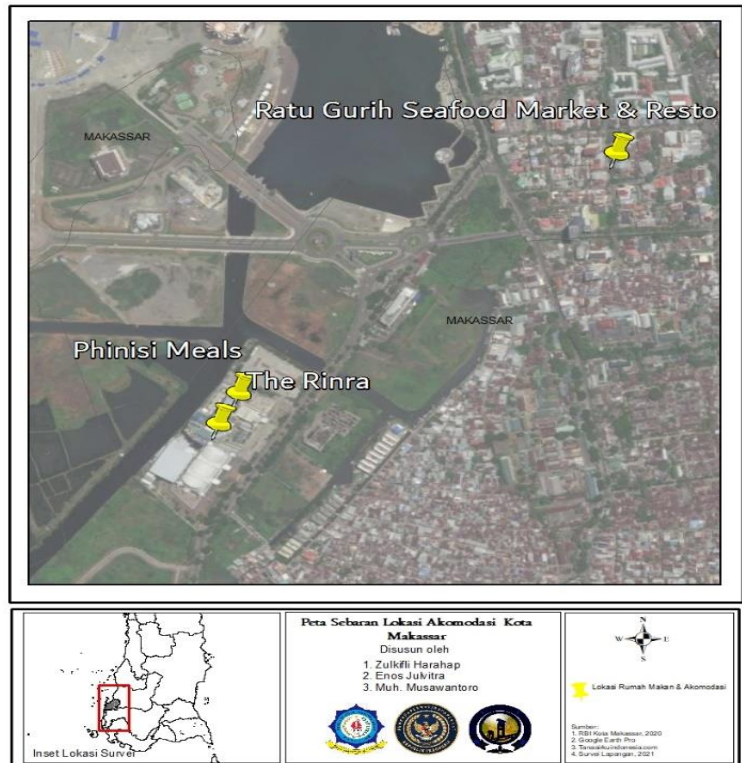 Ratu Gurih Seafood Market & Resto
MAKASSAR
MAKASSAR
Phinisi Meals
The Rinra
Inset Lokasi Survei
Peta Sebaran Lokasi Akomodasi Kota
Makassar
Disusun oleh
1. Zulkifli Harahap
2. Enos Julvitra
3. Muh. Musawantoro
N
W
E
S
Lokasi Rumah Makan & Akomodasi
Sumber:
1. RBI Kota Makassar, 2020
2. Google Earth Pro
3. Tanaairkuindonesia.com
4. Survei Lapangan, 2021